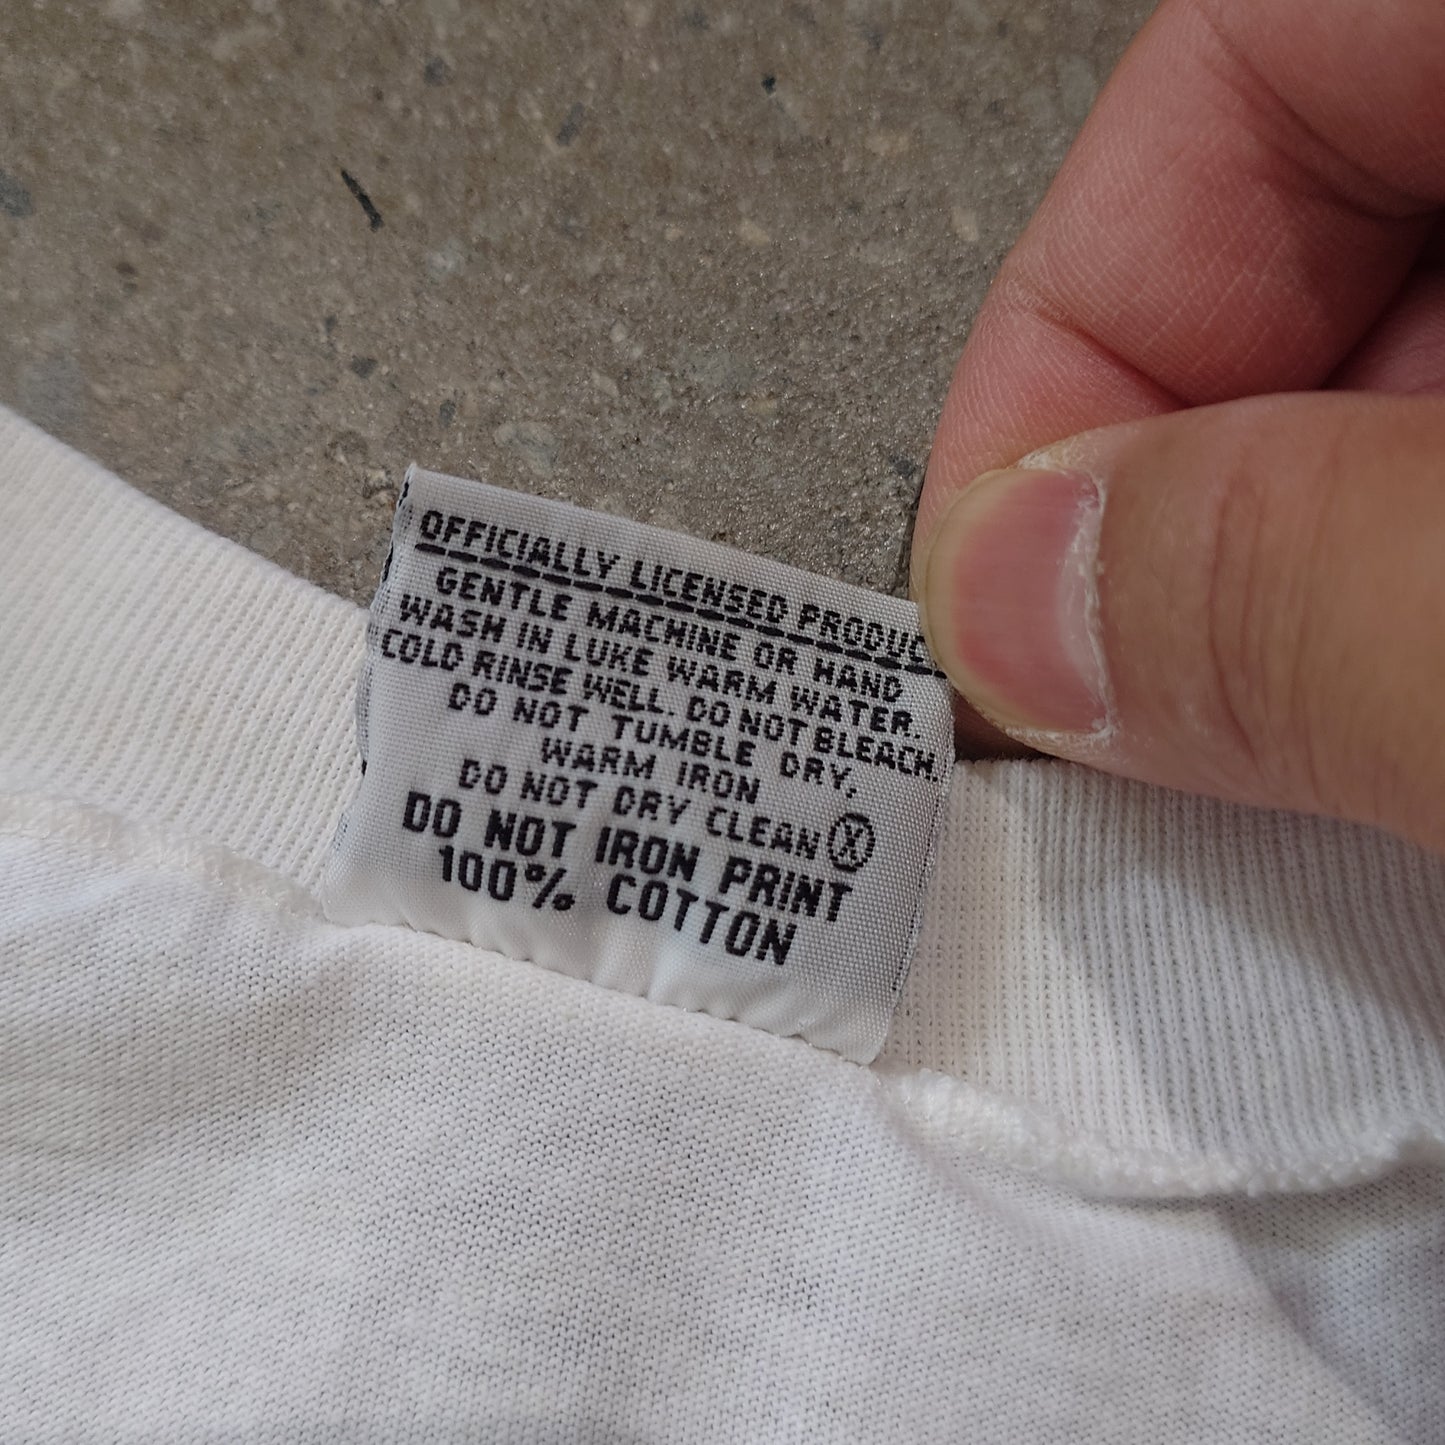 OFFICIALLY LICENSED PRODUC
GENTLE MACHINE OR HAND
WASH IN LUKE WARM WATER.
COLD RINSE WELL. DO NOT BLEACH.
DO NOT TUMBLE DRY,
WARM IRON
DO NOT DRY CLEAN Ⓧ
DO NOT IRON PRINT
100% COTTON